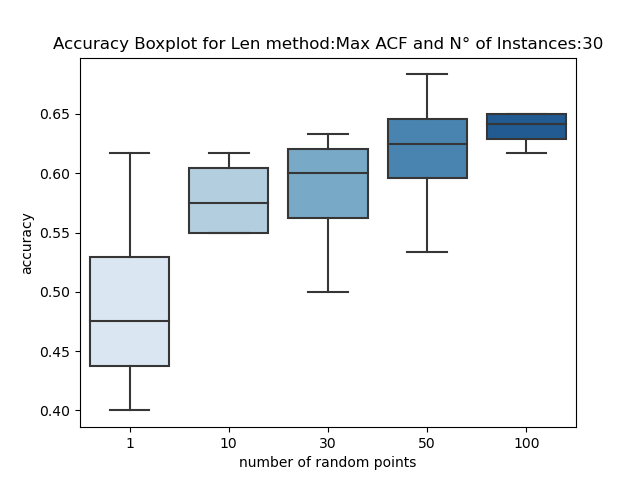 Accuracy Boxplot for Len method:Max ACF and N° of Instances:30
0.65
0.60
0.55
0.50
0.45
0.40
accuracy
1 10 30 50 100
number of random points